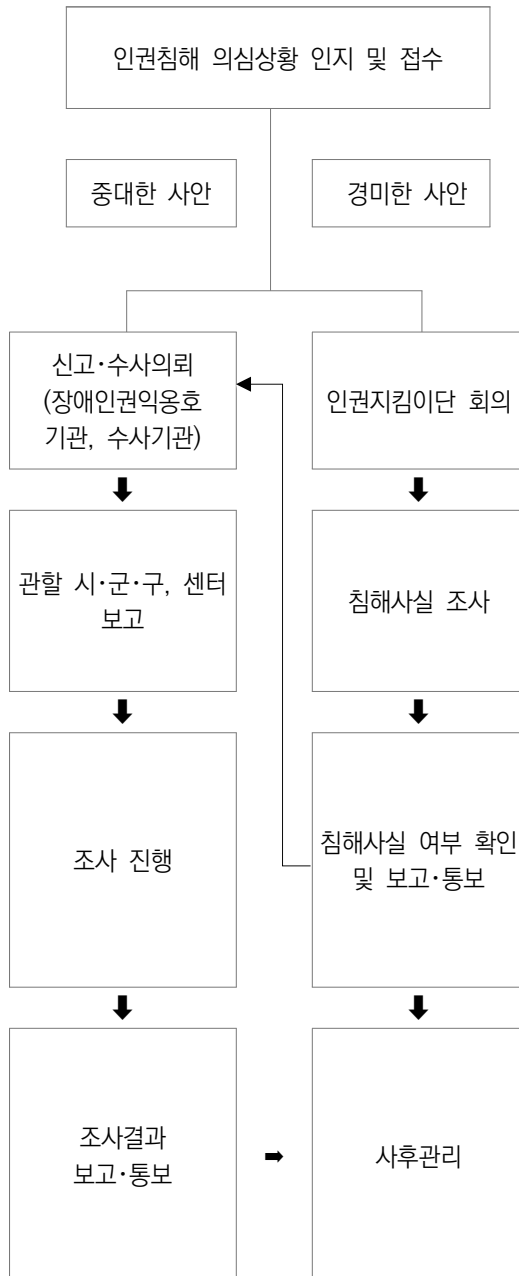 인권침해 의심상황 인지 및 접수
중대한 사안
경미한 사안
신고·수사의뢰
(장애인권익옹호
기관, 수사기관)
인권지킴이단 회의
관할 시·군·구, 센터
보고
침해사실 조사
조사 진행
침해사실 여부 확인
및 보고·통보
조사결과
보고·통보
사후관리